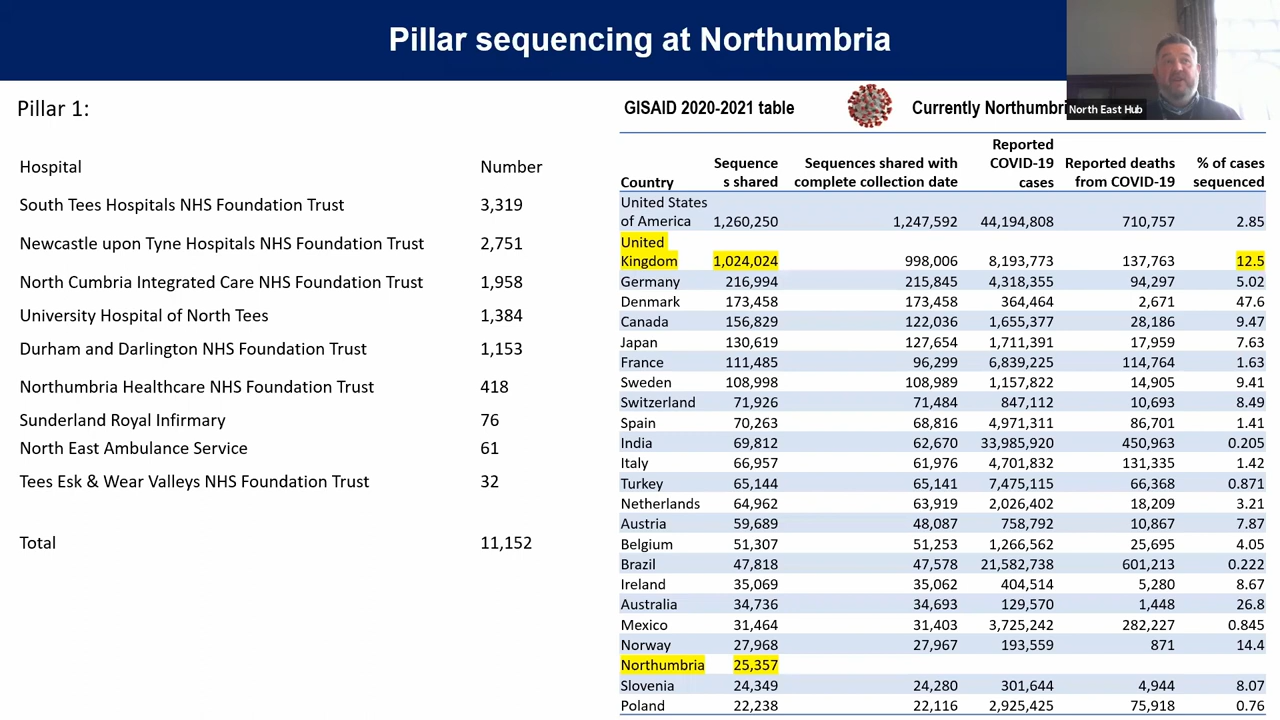 Pillar sequencing at Northumbria
North East Hub
Pillar 1:
Hospital Number
South Tees Hospitals NHS Foundation Trust 3,319
Newcastle upon Tyne Hospitals NHS Foundation Trust 2,751
North Cumbria Integrated Care NHS Foundation Trust 1,958
University Hospital of North Tees 1,384
Durham and Darlington NHS Foundation Trust 1,153
Northumbria Healthcare NHS Foundation Trust 418
Sunderland Royal Infirmary 76
North East Ambulance Service 61
Tees Esk & Wear Valleys NHS Foundation Trust 32
Total 11,152
GISAID 2020-2021 table Currently Northumbri
Reported
Sequence Sequences shared with COVID-19 Reported deaths % of cases
Country s shared complete collection date cases from COVID-19 sequenced
United States
of America 1,260,250 1,247,592 44,194,808 710,757 2.85
United
Kingdom 1,024,024 998,006 8,193,773 137,763 12.5
Germany 216,994 215,845 4,318,355 94,297 5.02
Denmark 173,458 173,458 364,464 2,671 47.6
Canada 156,829 122,036 1,655,377 28,186 9.47
Japan 130,619 127,654 1,711,391 17,959 7.63
France 111,485 96,299 6,839,225 114,764 1.63
Sweden 108,998 108,989 1,157,822 14,905 9.41
Switzerland 71,926 71,484 847,112 10,693 8.49
Spain 70,263 68,816 4,971,311 86,701 1.41
India 69,812 62,670 33,985,920 450,963 0.205
Italy 66,957 61,976 4,701,832 131,335 1.42
Turkey 65,144 65,141 7,475,115 66,368 0.871
Netherlands 64,962 63,919 2,026,402 18,209 3.21
Austria 59,689 48,087 758,792 10,867 7.87
Belgium 51,307 51,253 1,266,562 25,695 4.05
Brazil 47,818 47,578 21,582,738 601,213 0.222
Ireland 35,069 35,062 404,514 5,280 8.67
Australia 34,736 34,693 129,570 1,448 26.8
Mexico 31,464 31,403 3,725,242 282,227 0.845
Norway 27,968 27,967 193,559 871 14.4
Northumbria 25,357
Slovenia 24,349 24,280 301,644 4,944 8.07
Poland 22,238 22,116 2,925,425 75,918 0.76